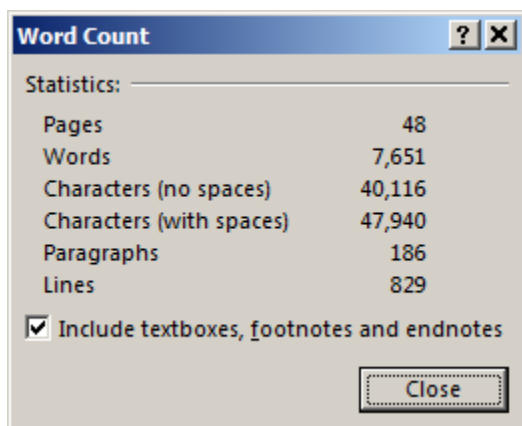 Word Count
Statistics:
Pages 48
Words 7,651
Characters (no spaces) 40,116
Characters (with spaces) 47,940
Paragraphs 186
Lines 829
Include textboxes, footnotes and endnotes
Close